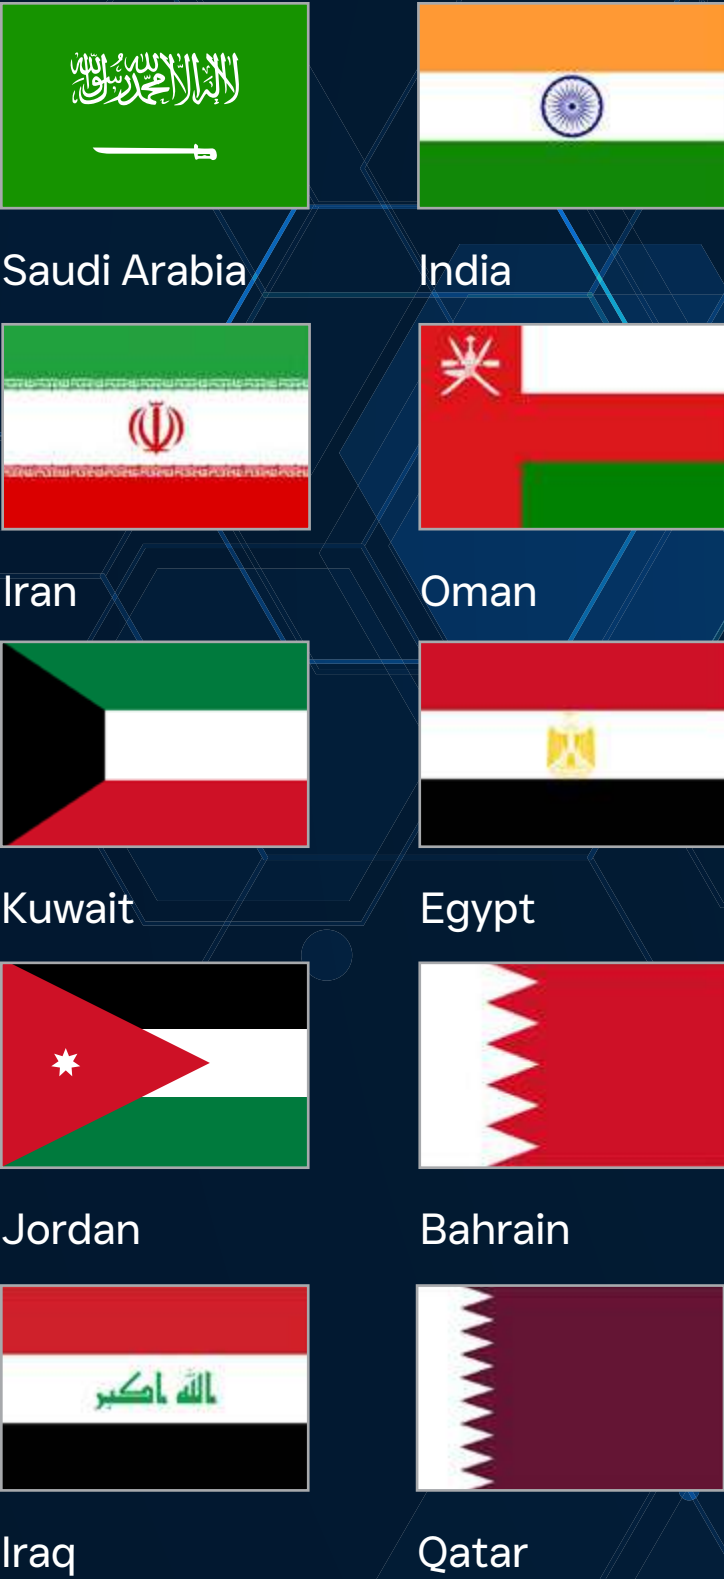 لا إله إلا الله محمد رسول الله
Saudi Arabia
India
Iran
Oman
Kuwait
Egypt
Jordan
Bahrain
الله اكبر
Iraq
Qatar